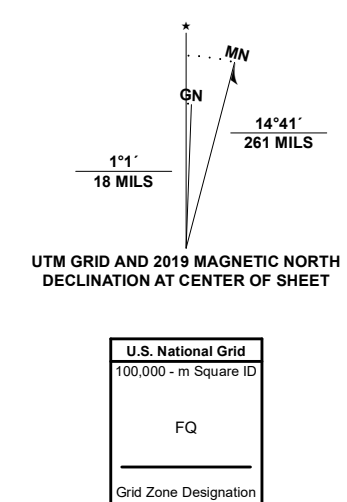 ★
MN
GN
14°41´
261 MILS
1°1´
18 MILS
UTM GRID AND 2019 MAGNETIC NORTH
DECLINATION AT CENTER OF SHEET
U.S. National Grid
100,000 - m Square ID
FQ
Grid Zone Designation